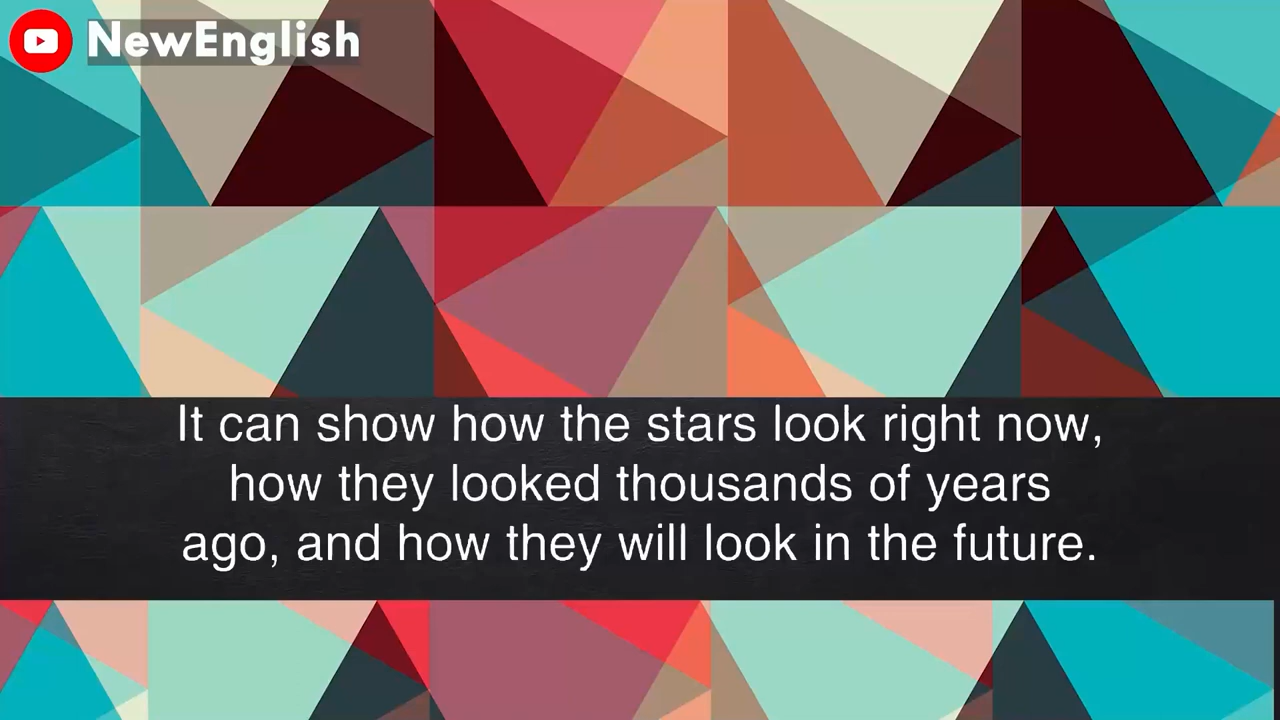 NewEnglish
It can show how the stars look right now,
how they looked thousands of years
ago, and how they will look in the future.